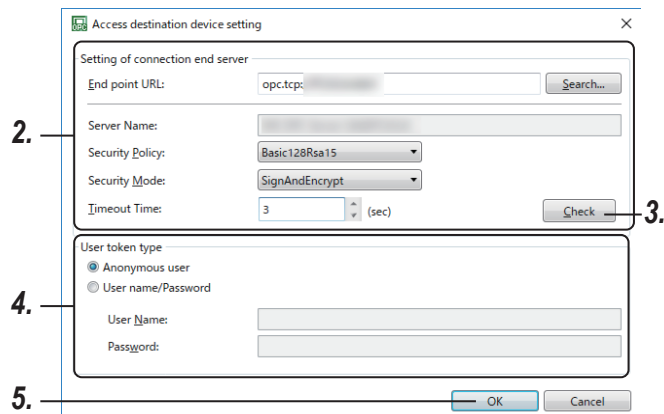 Access destination device setting
Setting of connection end server
End point URL: opc.tcp: Search...
2.
Server Name:
Security Policy: Basic128Rsa15
Security Mode: SignAndEncrypt
Timeout Time: 3 (sec) Check 3.
User token type
Anonymous user
User name/Password
4.
User Name:
Password:
5. OK Cancel